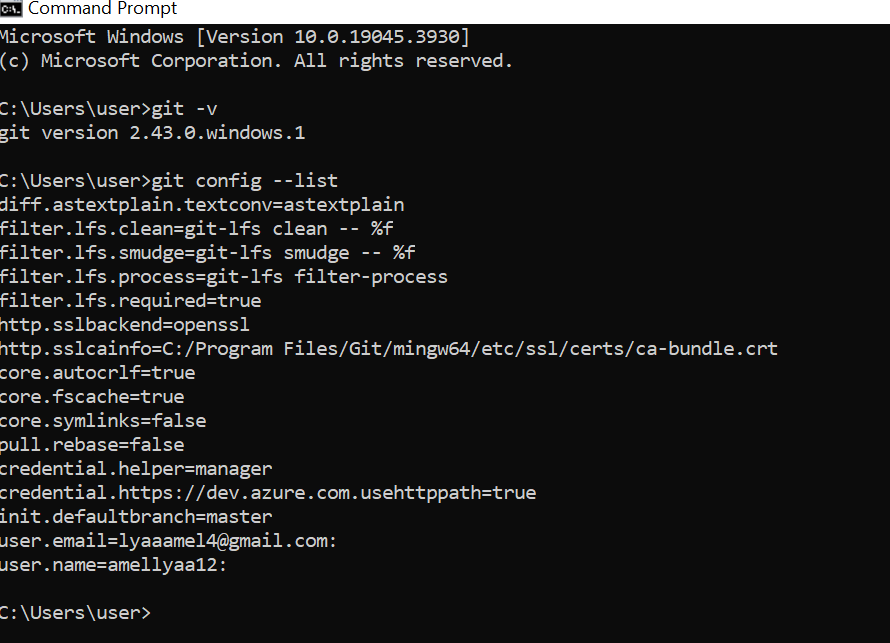 Command Prompt
Microsoft Windows [Version 10.0.19045.3930]
(c) Microsoft Corporation. All rights reserved.
C:\Users\user>git -v
git version 2.43.0.windows.1
C:\Users\user>git config --list
diff.astextplain.textconv=astextplain
filter.lfs.clean=git-lfs clean -- %f
filter.lfs.smudge=git-lfs smudge -- %f
filter.lfs.process=git-lfs filter-process
filter.lfs.required=true
http.sslbackend=openssl
http.sslcainfo=C:/Program Files/Git/mingw64/etc/ssl/certs/ca-bundle.crt
core.autocrlf=true
core.fscache=true
core.symlinks=false
pull.rebase=false
credential.helper=manager
credential.https://dev.azure.com.usehttppath=true
init.defaultbranch=master
user.email=lyaaamel4@gmail.com:
user.name=amellyaa12:
C:\Users\user>